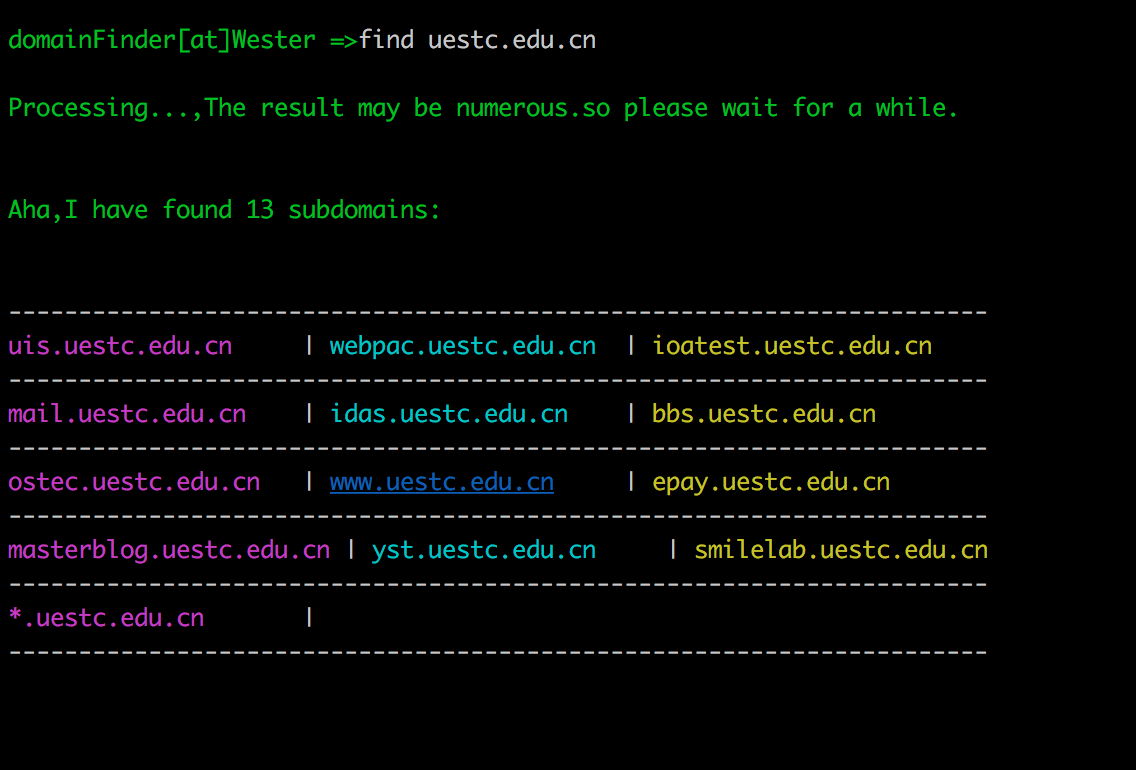 domainFinder[at]Wester =>find uestc.edu.cn
Processing...,The result may be numerous.so please wait for a while.
Aha,I have found 13 subdomains:
----------------------------------------------------------------------
uis.uestc.edu.cn | webpac.uestc.edu.cn | ioatest.uestc.edu.cn
----------------------------------------------------------------------
mail.uestc.edu.cn | idas.uestc.edu.cn | bbs.uestc.edu.cn
----------------------------------------------------------------------
ostec.uestc.edu.cn | www.uestc.edu.cn | epay.uestc.edu.cn
----------------------------------------------------------------------
masterblog.uestc.edu.cn | yst.uestc.edu.cn | smilelab.uestc.edu.cn
----------------------------------------------------------------------
*.uestc.edu.cn |
----------------------------------------------------------------------